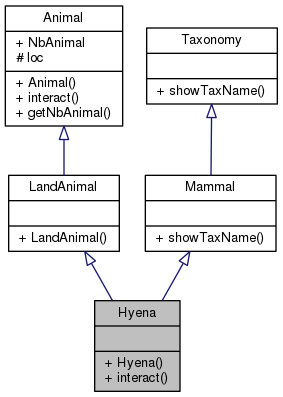 Animal
+ NbAnimal
# loc
+ Animal()
+ interact()
+ getNbAnimal()
Taxonomy
+ showTaxName()
LandAnimal
+ LandAnimal()
Mammal
+ showTaxName()
Hyena
+ Hyena()
+ interact()